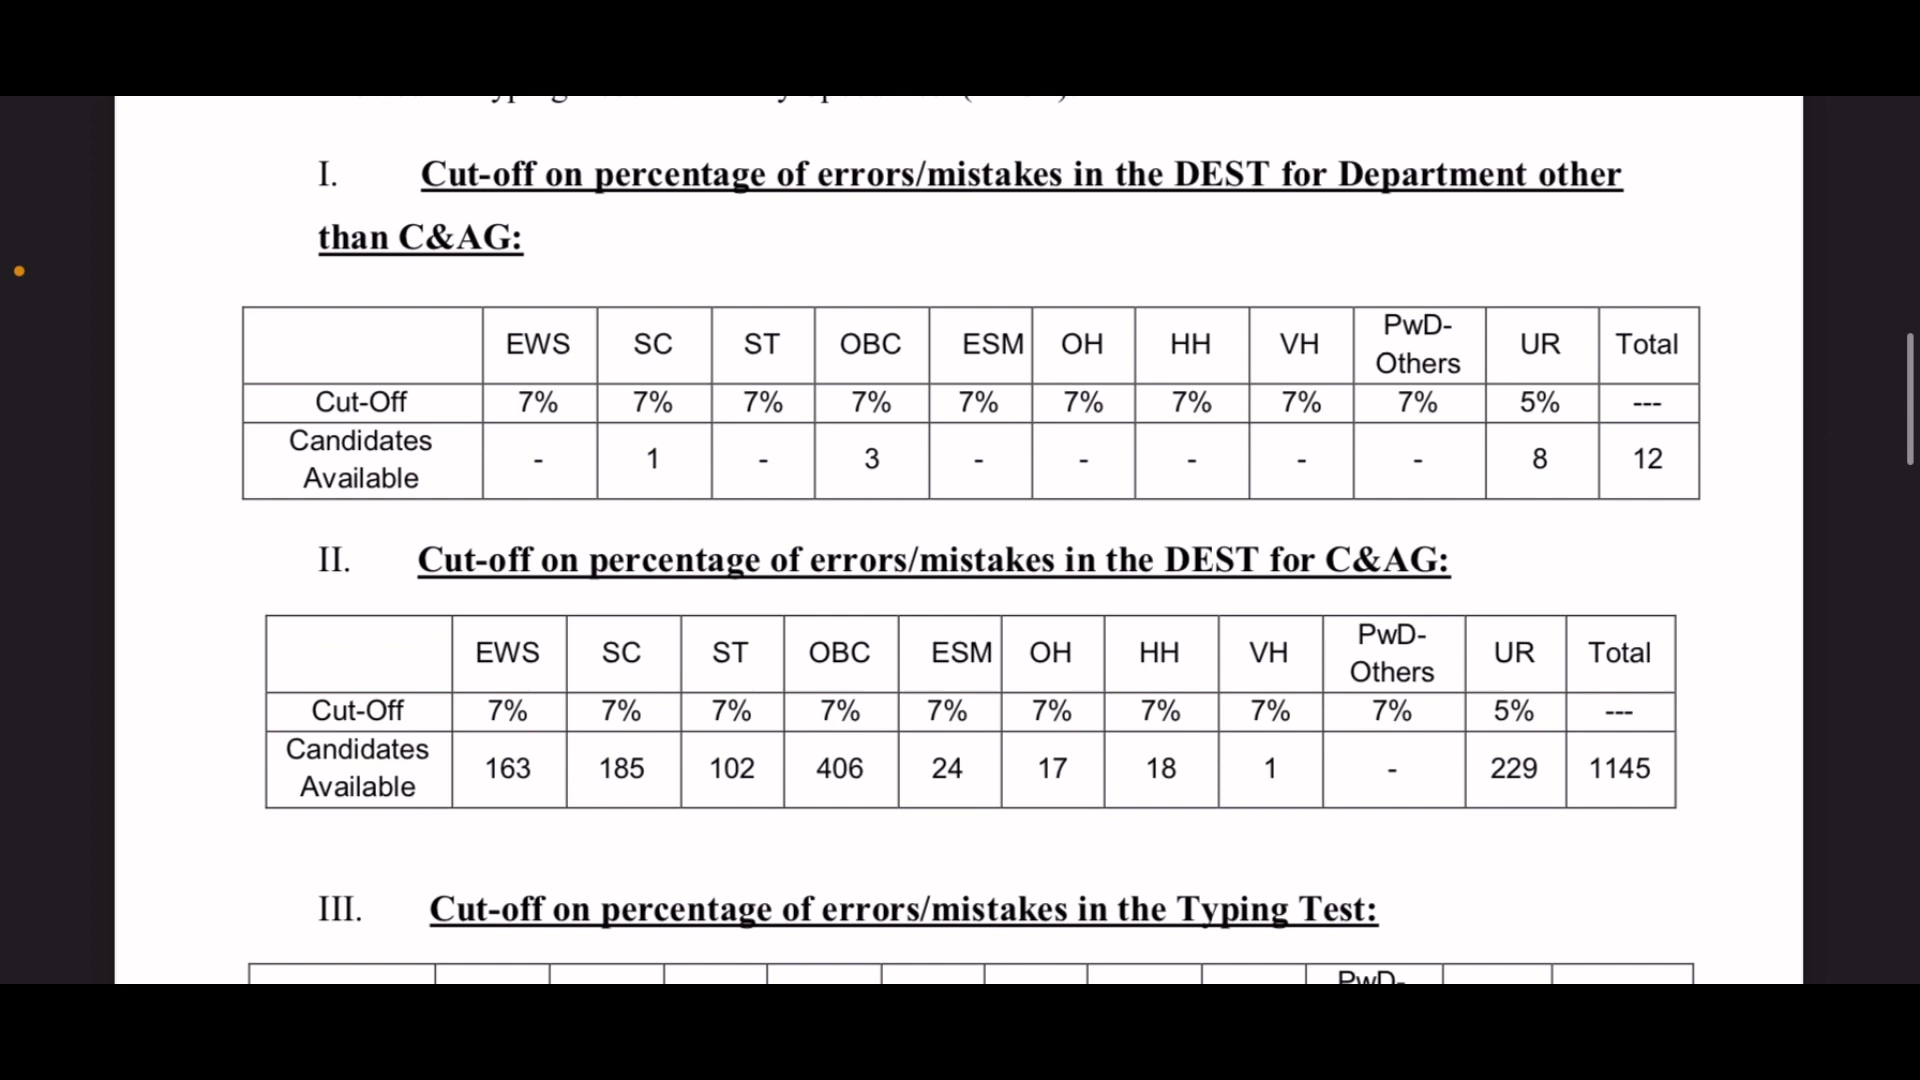 I. Cut-off on percentage of errors/mistakes in the DEST for Department other
than C&AG:
EWS SC ST OBC ESM OH HH VH PwD-Others UR Total
Cut-Off 7% 7% 7% 7% 7% 7% 7% 7% 7% 5% ---
Candidates Available - 1 - 3 - - - - - 8 12
II. Cut-off on percentage of errors/mistakes in the DEST for C&AG:
EWS SC ST OBC ESM OH HH VH PwD-Others UR Total
Cut-Off 7% 7% 7% 7% 7% 7% 7% 7% 7% 5% ---
Candidates Available 163 185 102 406 24 17 18 1 - 229 1145
III. Cut-off on percentage of errors/mistakes in the Typing Test:
PwD-